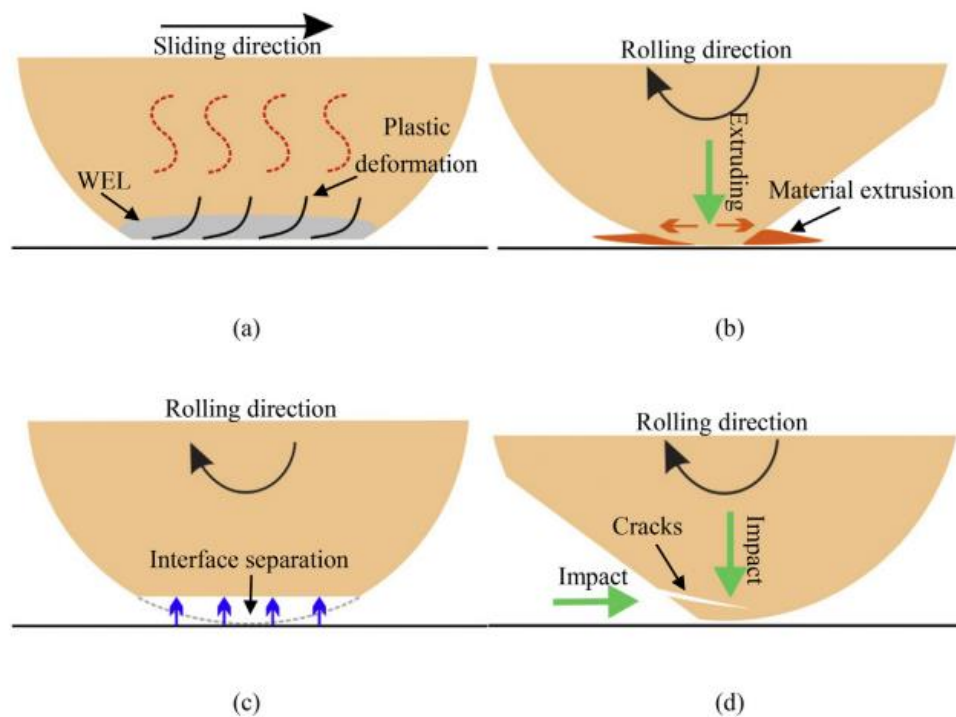 Sliding direction
Plastic
deformation
WEL
(a)
Rolling direction
Extruding
Material extrusion
(b)
Rolling direction
Interface separation
(c)
Rolling direction
Cracks
Impact
Impact
(d)